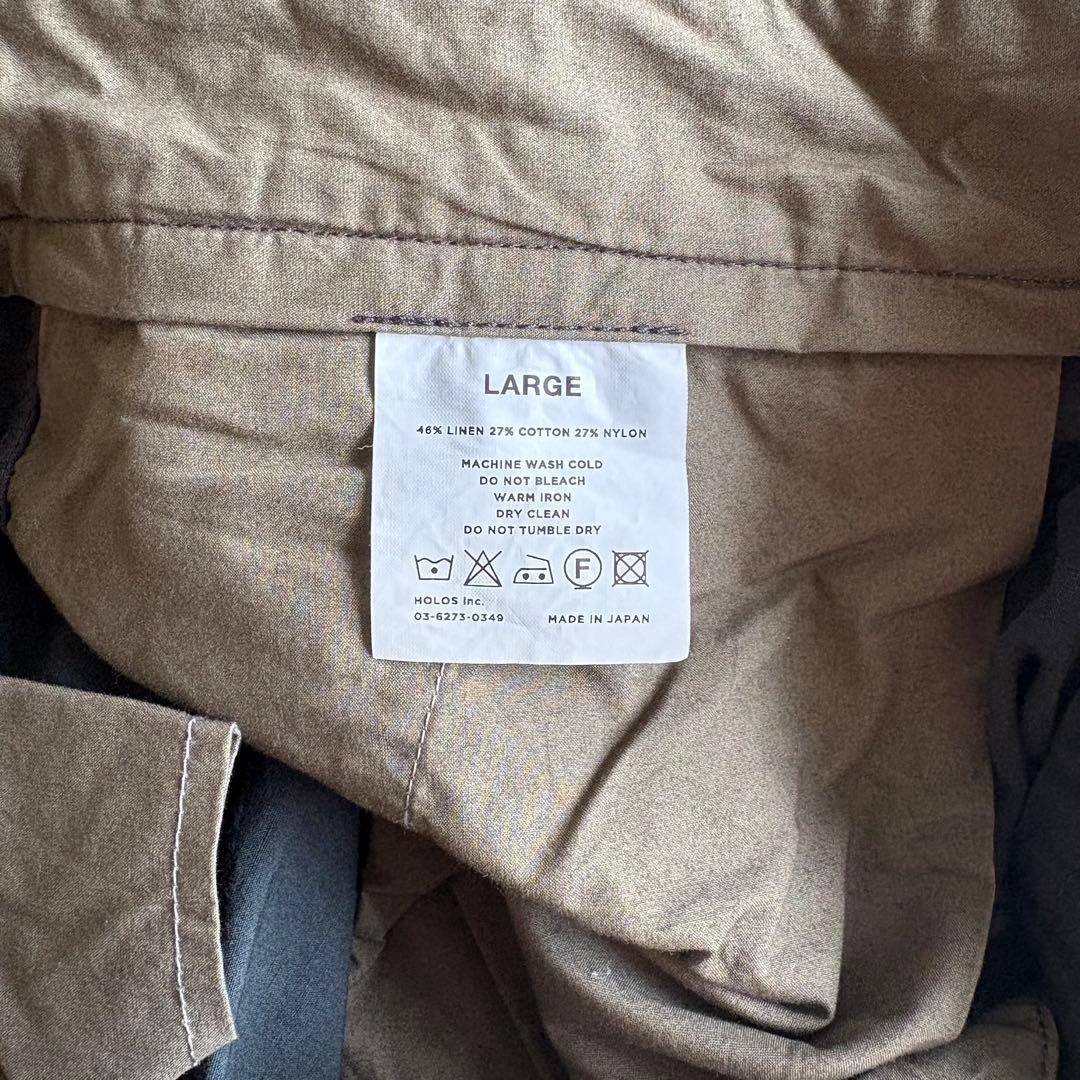 LARGE
46% LINEN 27% COTTON 27% NYLON
MACHINE WASH COLD
DO NOT BLEACH
WARM IRON
DRY CLEAN
DO NOT TUMBLE DRY
F
HOLOS Inc.
03-6273-0349 MADE IN JAPAN